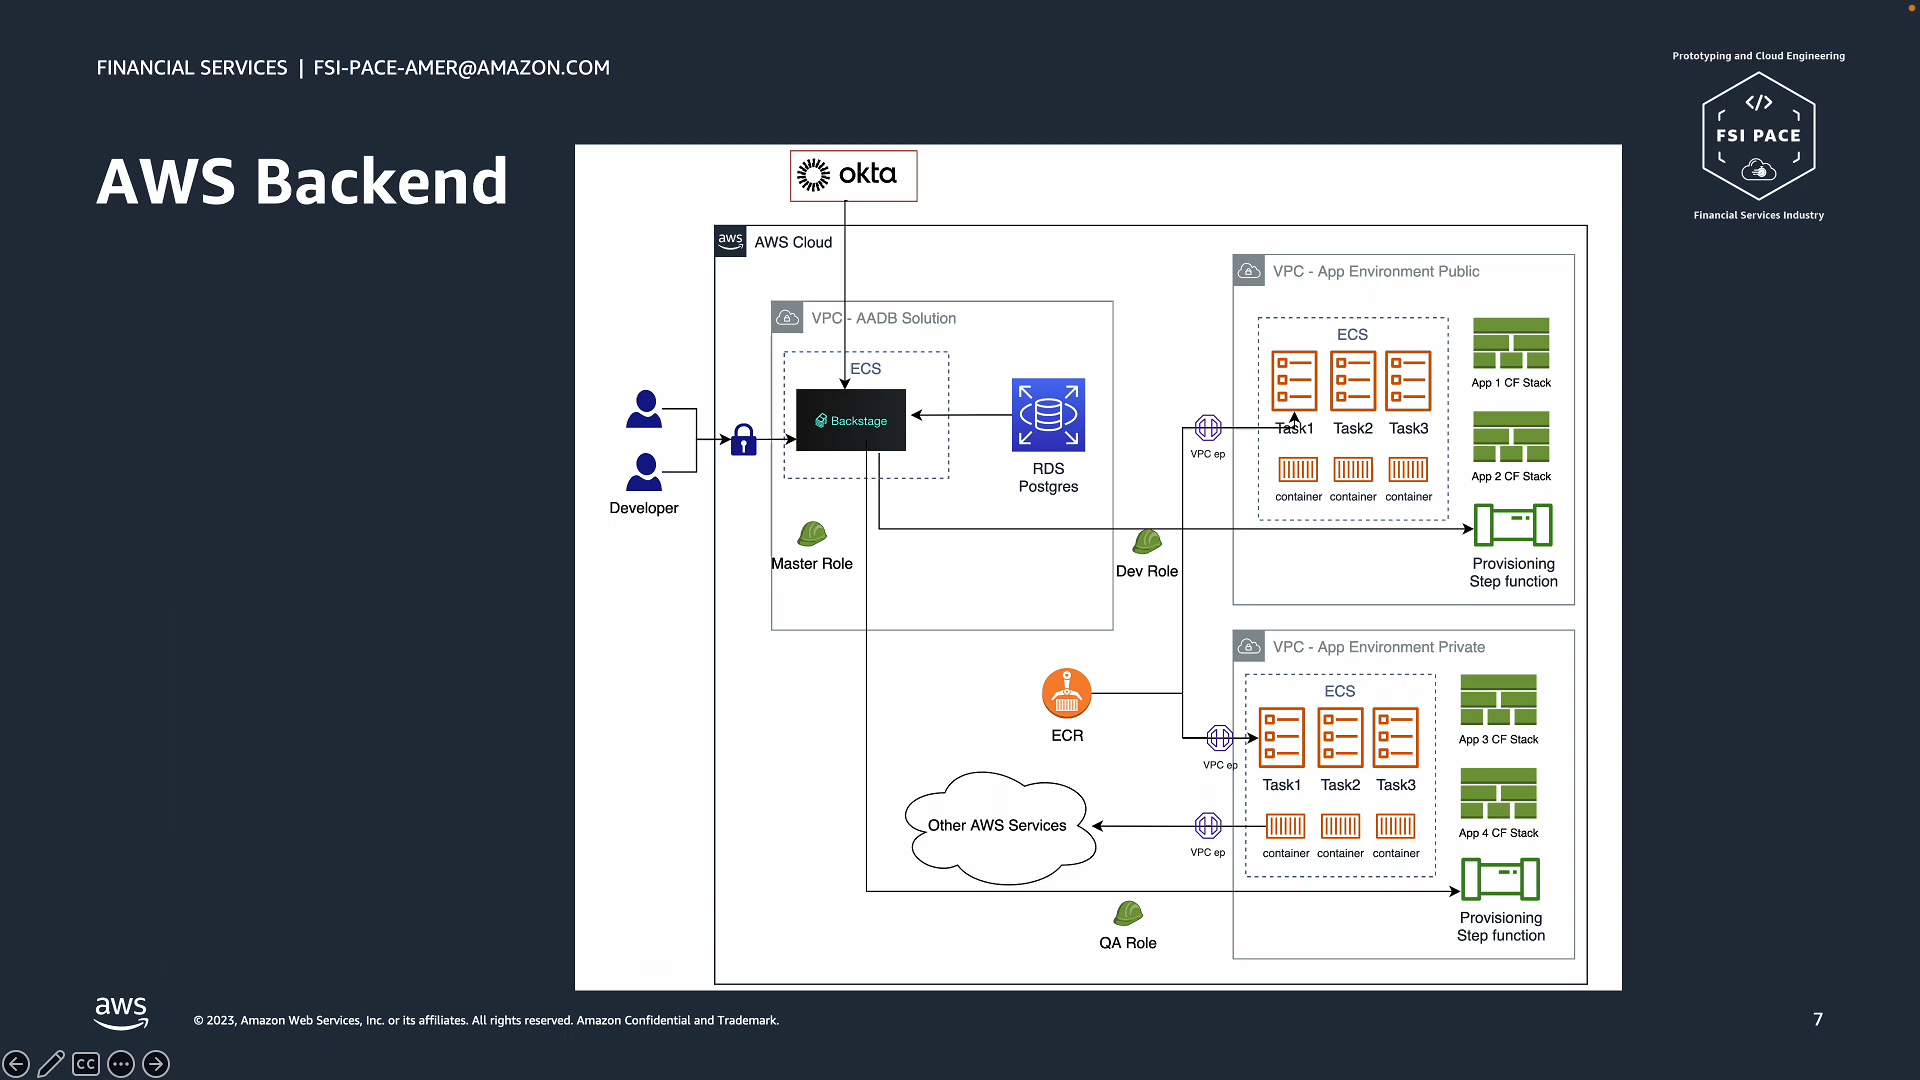 FINANCIAL SERVICES | FSI-PACE-AMER@AMAZON.COM
Prototyping and Cloud Engineering
</>
FSI PACE
Financial Services Industry
AWS Backend
okta
aws
AWS Cloud
VPC - AADB Solution
ECS
Backstage
RDS
Postgres
Developer
Master Role
Dev Role
VPC - App Environment Public
ECS
Task1
Task2
Task3
container
container
container
App 1 CF Stack
App 2 CF Stack
Provisioning
Step function
VPC ep
ECR
VPC - App Environment Private
ECS
VPC ep
Task1
Task2
Task3
container
container
container
App 3 CF Stack
App 4 CF Stack
Provisioning
Step function
Other AWS Services
VPC ep
QA Role
aws
© 2023, Amazon Web Services, Inc. or its affiliates. All rights reserved. Amazon Confidential and Trademark.
7
CC